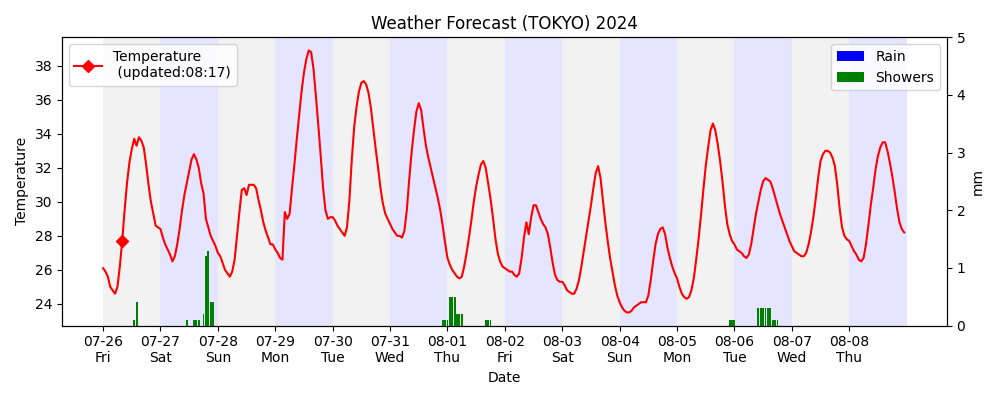 Weather Forecast (TOKYO) 2024
Temperature
(updated:08:17)
Rain
Showers
Temperature
38
36
34
32
30
28
26
24
5
4
3
2
1
0
mm
07-26 07-27 07-28 07-29 07-30 07-31 08-01 08-02 08-03 08-04 08-05 08-06 08-07 08-08
Fri Sat Sun Mon Tue Wed Thu Fri Sat Sun Mon Tue Wed Thu
Date